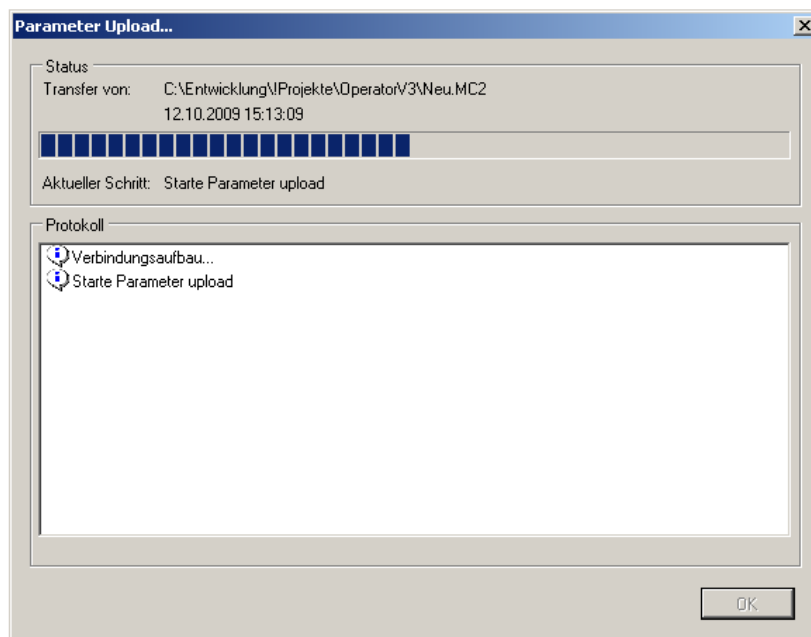 Parameter Upload...
Status
Transfer von: C:\Entwicklung\!Projekte\OperatorV3\Neu.MC2
12.10.2009 15:13:09
Aktueller Schritt: Starte Parameter upload
Protokoll
Verbindungsaufbau...
Starte Parameter upload
OK